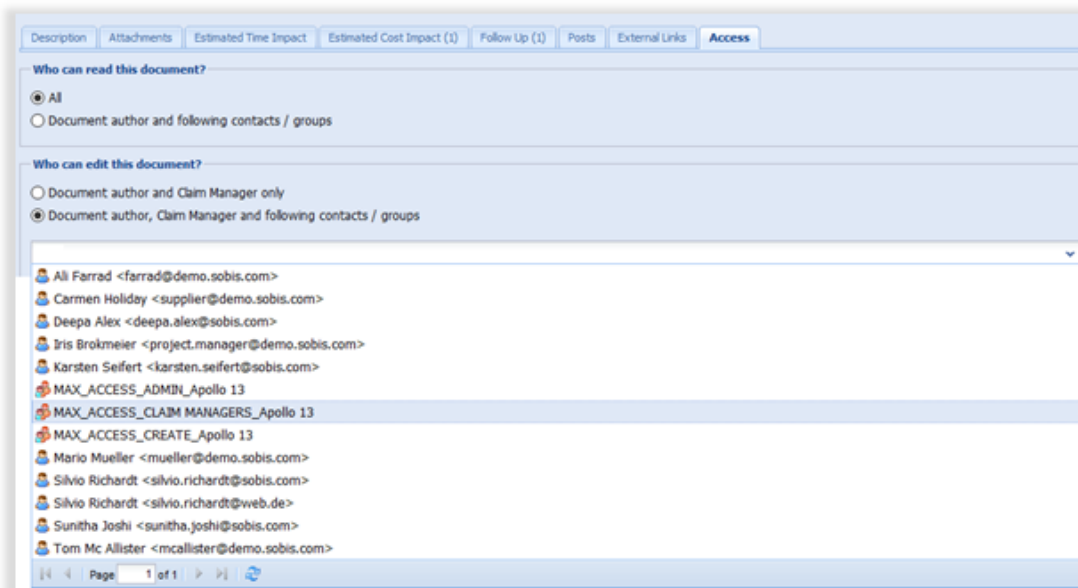 Description Attachments Estimated Time Impact Estimated Cost Impact (1) Follow Up (1) Posts External Links Access
Who can read this document?
All
Document author and following contacts / groups
Who can edit this document?
Document author and Claim Manager only
Document author, Claim Manager and following contacts / groups
Ali Farrad <farrad@demo.sobis.com>
Carmen Holiday <supplier@demo.sobis.com>
Deepa Alex <deepa.alex@sobis.com>
Iris Brokmeier <project.manager@demo.sobis.com>
Karsten Seifert <karsten.seifert@sobis.com>
MAX_ACCESS_ADMIN_Apollo 13
MAX_ACCESS_CLAIM MANAGERS_Apollo 13
MAX_ACCESS_CREATE_Apollo 13
Mario Mueller <mueller@demo.sobis.com>
Silvio Richardt <silvio.richardt@sobis.com>
Silvio Richardt <silvio.richardt@web.de>
Sunitha Joshi <sunitha.joshi@sobis.com>
Tom Mc Allister <mcallister@demo.sobis.com>
Page 1 of 1